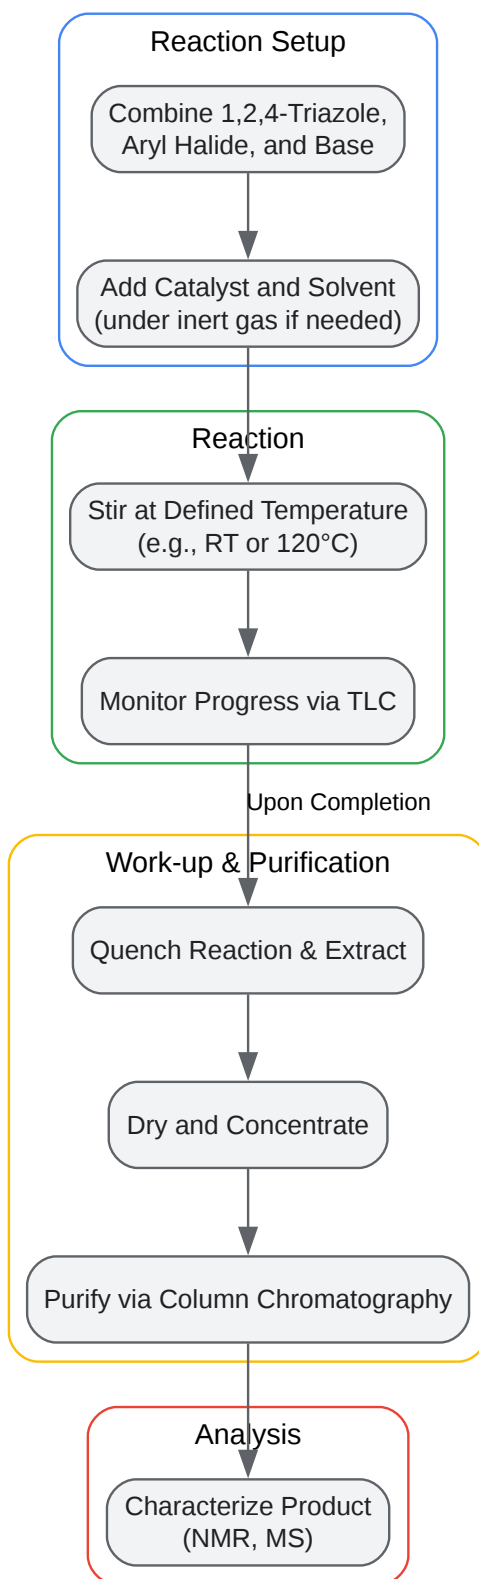 Reaction Setup
Combine 1,2,4-Triazole,
Aryl Halide, and Base
Add Catalyst and Solvent
(under inert gas if needed)
Reaction
Stir at Defined Temperature
(e.g., RT or 120°C)
Monitor Progress via TLC
Upon Completion
Work-up & Purification
Quench Reaction & Extract
Dry and Concentrate
Purify via Column Chromatography
Analysis
Characterize Product
(NMR, MS)